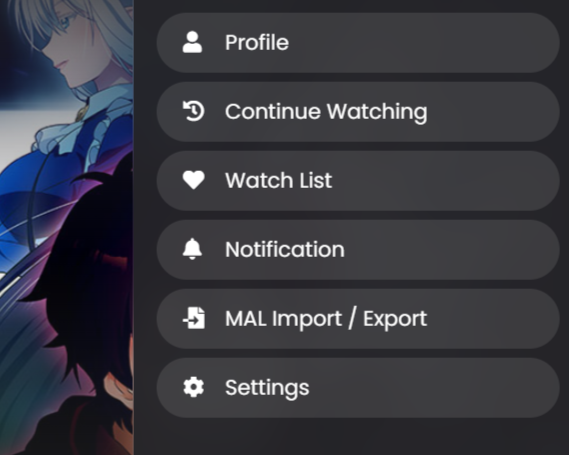 Profile
Continue Watching
Watch List
Notification
MAL Import / Export
Settings